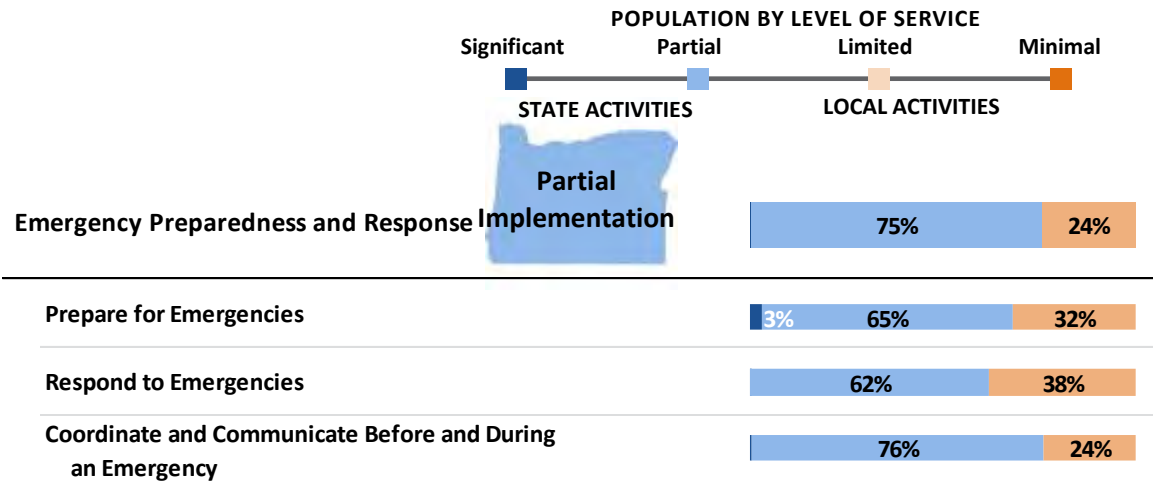 POPULATION BY LEVEL OF SERVICE
Significant Partial Limited Minimal
STATE ACTIVITIES LOCAL ACTIVITIES
Partial
Emergency Preparedness and Response Implementation 75% 24%
Prepare for Emergencies 3% 65% 32%
Respond to Emergencies 62% 38%
Coordinate and Communicate Before and During
an Emergency 76% 24%